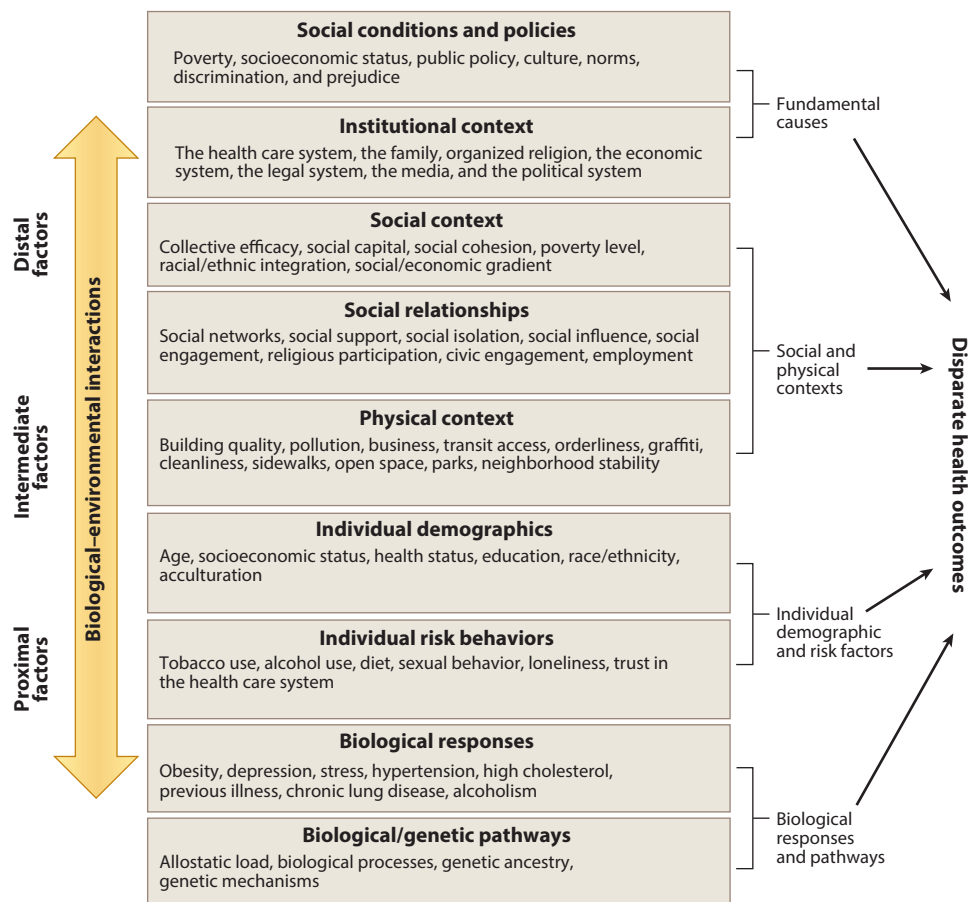 Social conditions and policies
Poverty, socioeconomic status, public policy, culture, norms,
discrimination, and prejudice
Institutional context
The health care system, the family, organized religion, the economic
system, the legal system, the media, and the political system
Social context
Collective efficacy, social capital, social cohesion, poverty level,
racial/ethnic integration, social/economic gradient
Social relationships
Social networks, social support, social isolation, social influence, social
engagement, religious participation, civic engagement, employment
Physical context
Building quality, pollution, business, transit access, orderliness, graffiti,
cleanliness, sidewalks, open space, parks, neighborhood stability
Individual demographics
Age, socioeconomic status, health status, education, race/ethnicity,
acculturation
Individual risk behaviors
Tobacco use, alcohol use, diet, sexual behavior, loneliness, trust in
the health care system
Biological responses
Obesity, depression, stress, hypertension, high cholesterol,
previous illness, chronic lung disease, alcoholism
Biological/genetic pathways
Allostatic load, biological processes, genetic ancestry,
genetic mechanisms
Distal
factors
Intermediate
factors
Proximal
factors
Biological–environmental interactions
Fundamental
causes
Social and
physical
contexts
Individual
demographic
and risk factors
Biological
responses
and pathways
Disparate health outcomes